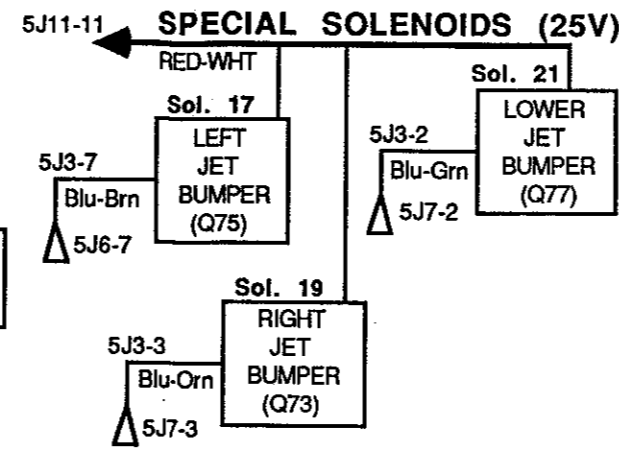 5J11-11
SPECIAL SOLENOIDS (25V)
RED-WHT
Sol. 17
LEFT
JET
BUMPER
(Q75)
5J3-7
Blu-Brn
5J6-7
Sol. 21
LOWER
JET
BUMPER
(Q77)
5J3-2
Blu-Grn
5J7-2
Sol. 19
RIGHT
JET
BUMPER
(Q73)
5J3-3
Blu-Orn
5J7-3